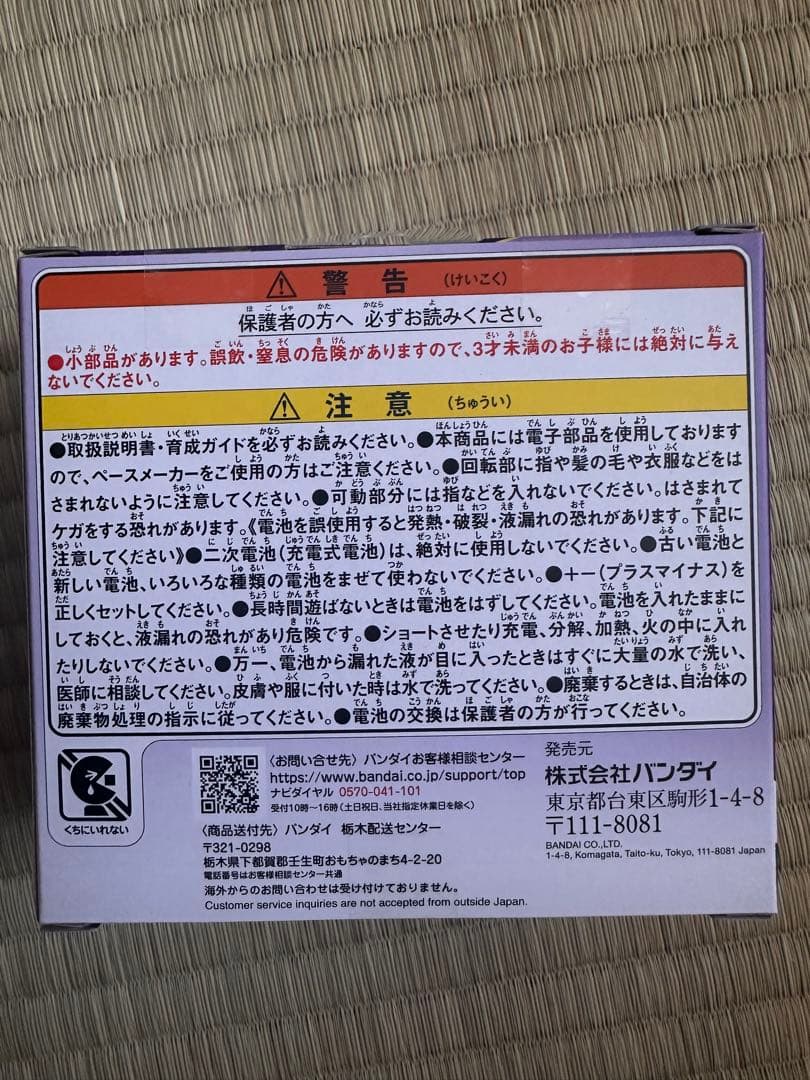 警告 (けいこく)
保護者の方へ 必ずお読みください。
●小部品があります。誤飲・窒息の危険がありますので、3才未満のお子様には絶対に与え
ないでください。
注意 (ちゅうい)
●取扱説明書・育成ガイドを必ずお読みください。●本商品には電子部品を使用しております
ので、ペースメーカーをご使用の方はご注意ください。●回転部に指や髪の毛や衣服などをは
さまれないように注意してください。●可動部分には指などを入れないでください。はさまれて
ケガをする恐れがあります。《電池を誤使用すると発熱・破裂・液漏れの恐れがあります。下記に
注意してください》●二次電池(充電式電池)は、絶対に使用しないでください。●古い電池と
新しい電池、いろいろな種類の電池をまぜて使わないでください。●+-(プラスマイナス)を
正しくセットしてください。●長時間遊ばないときは電池をはずしてください。電池を入れたままに
しておくと、液漏れの恐れがあり危険です。●ショートさせたり充電、分解、加熱、火の中に入れ
たりしないでください。●万一、電池から漏れた液が目に入ったときはすぐに大量の水で洗い、
医師に相談してください。皮膚や服に付いた時は水で洗ってください。●廃棄するときは、自治体の
廃棄物処理の指示に従ってください。●電池の交換は保護者の方が行ってください。
くちにいれない
〈お問い合せ先〉バンダイお客様相談センター
https://www.bandai.co.jp/support/top
ナビダイヤル 0570-041-101
受付10時~16時(土日祝日、当社指定休業日を除く)
〈商品送付先〉バンダイ 栃木配送センター
〒321-0298
栃木県下都賀郡壬生町おもちゃのまち4-2-20
電話番号はお客様相談センター共通
海外からのお問い合わせは受け付けておりません。
Customer service inquiries are not accepted from outside Japan.
発売元
株式会社バンダイ
東京都台東区駒形1-4-8
〒111-8081
BANDAI CO.,LTD.
1-4-8, Komagata, Taito-ku, Tokyo, 111-8081 Japan